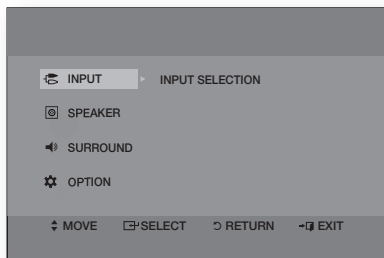 INPUT INPUT SELECTION
SPEAKER
SURROUND
OPTION
MOVE SELECT RETURN EXIT